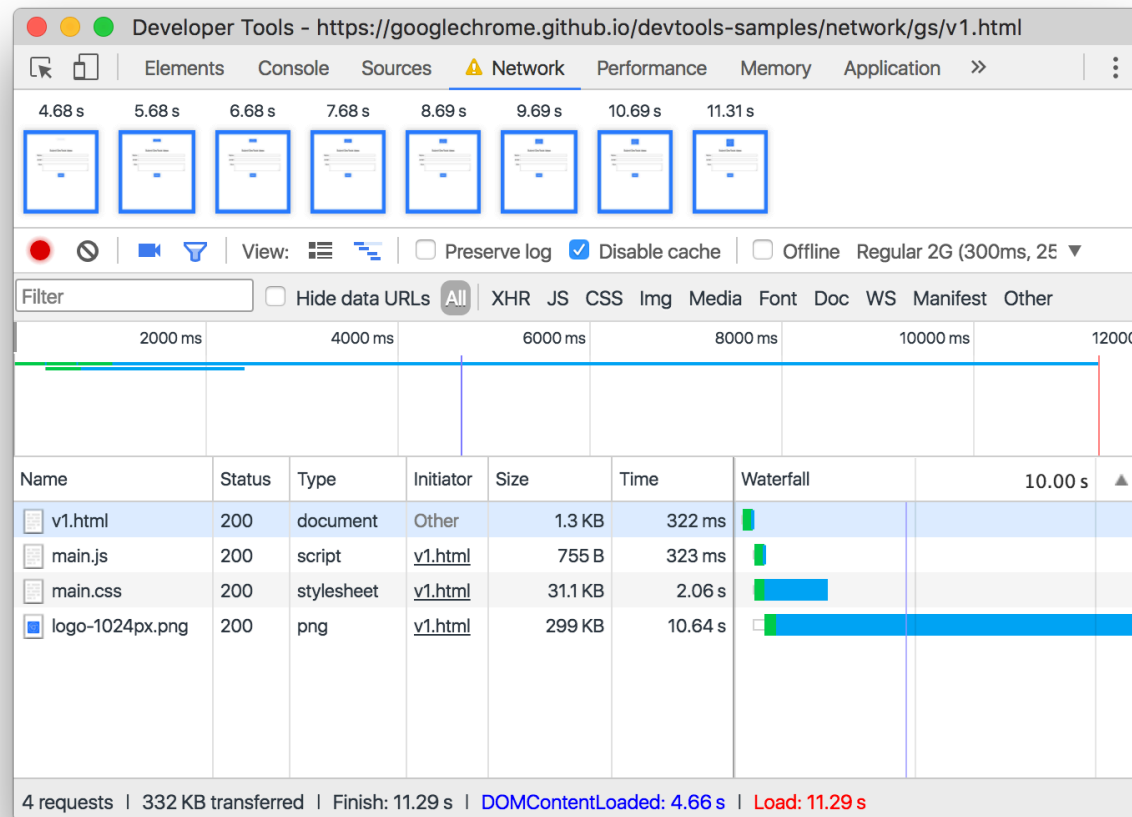 Developer Tools - https://googlechrome.github.io/devtools-samples/network/gs/v1.html
Elements Console Sources Network Performance Memory Application »
4.68 s 5.68 s 6.68 s 7.68 s 8.69 s 9.69 s 10.69 s 11.31 s
View: Preserve log Disable cache Offline Regular 2G (300ms, 25
Filter Hide data URLs All XHR JS CSS Img Media Font Doc WS Manifest Other
2000 ms 4000 ms 6000 ms 8000 ms 10000 ms 12000
Name Status Type Initiator Size Time Waterfall 10.00 s
v1.html 200 document Other 1.3 KB 322 ms
main.js 200 script v1.html 755 B 323 ms
main.css 200 stylesheet v1.html 31.1 KB 2.06 s
logo-1024px.png 200 png v1.html 299 KB 10.64 s
4 requests | 332 KB transferred | Finish: 11.29 s | DOMContentLoaded: 4.66 s | Load: 11.29 s